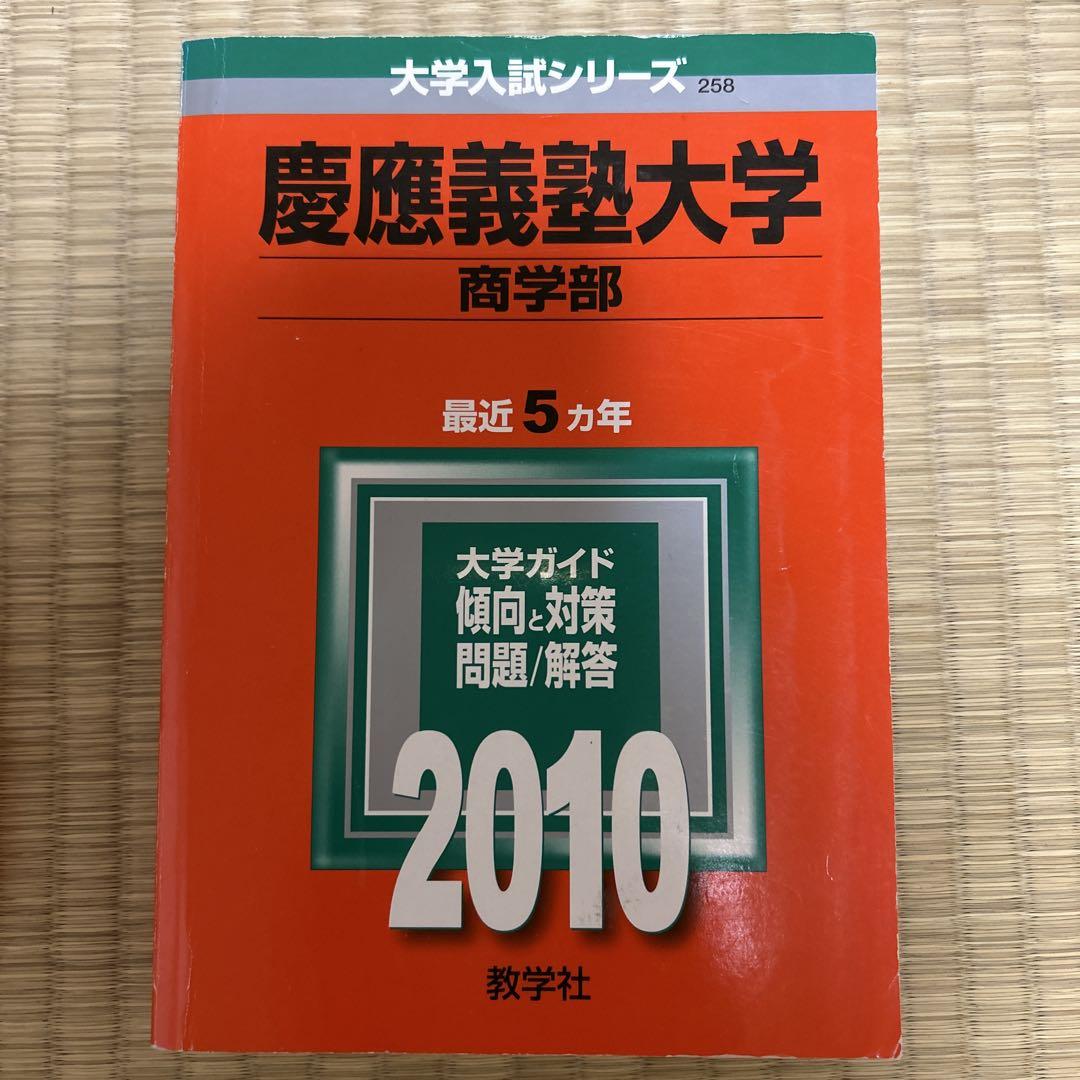 大学入試シリーズ 258
慶應義塾大学
商学部
最近5カ年
大学ガイド
傾向と対策
問題/解答
2010
教学社